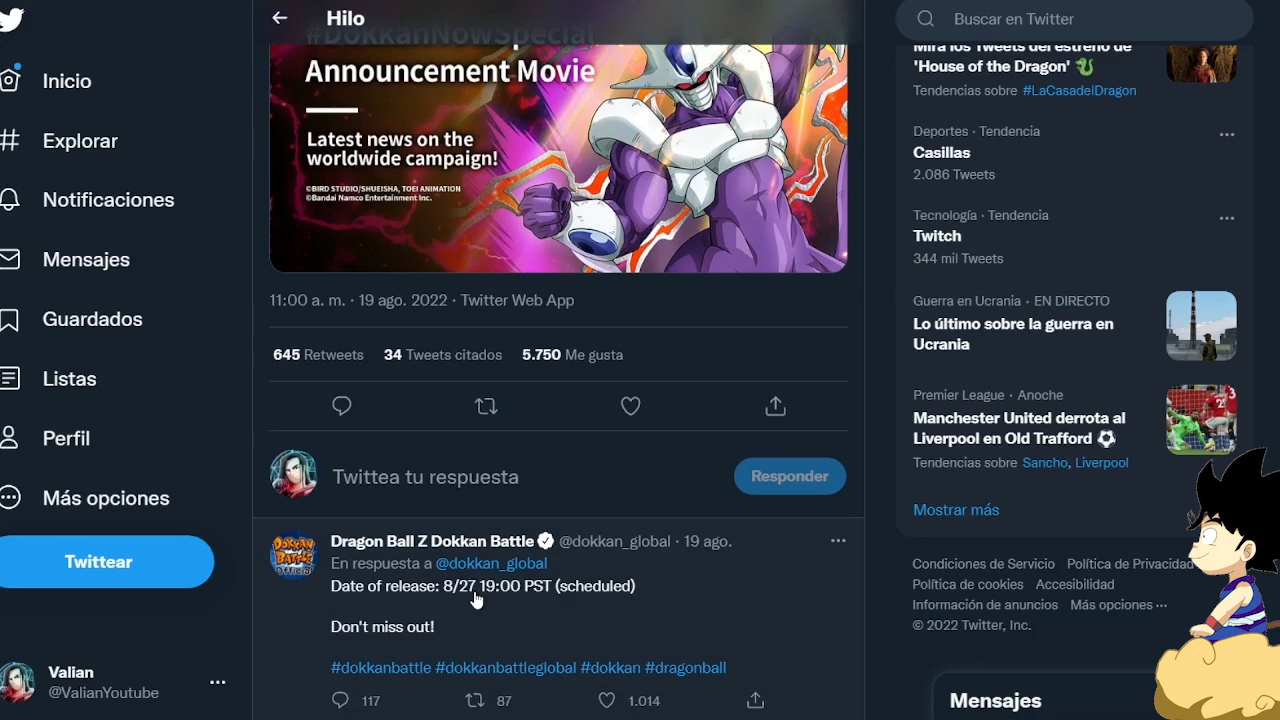 Hilo
#DokkanNowSpecial
Announcement Movie
Latest news on the
worldwide campaign!
©BIRD STUDIO/SHUEISHA, TOEI ANIMATION
©Bandai Namco Entertainment Inc.
11:00 a. m. · 19 ago. 2022 · Twitter Web App
645 Retweets 34 Tweets citados 5.750 Me gusta
Twittea tu respuesta
Responder
Dragon Ball Z Dokkan Battle @dokkan_global · 19 ago.
En respuesta a @dokkan_global
Date of release: 8/27 19:00 PST (scheduled)
Don't miss out!
#dokkanbattle #dokkanbattleglobal #dokkan #dragonball
117 87 1.014
Inicio
Explorar
Notificaciones
Mensajes
Guardados
Listas
Perfil
Más opciones
Twittear
Valian
@ValianYoutube
Buscar en Twitter
Mira los Tweets del estreno de
'House of the Dragon' 🐉
Tendencias sobre #LaCasadelDragon
Deportes · Tendencia
Casillas
2.086 Tweets
Tecnología · Tendencia
Twitch
344 mil Tweets
Guerra en Ucrania · EN DIRECTO
Lo último sobre la guerra en
Ucrania
Premier League · Anoche
Manchester United derrota al
Liverpool en Old Trafford ⚽
Tendencias sobre Sancho, Liverpool
Mostrar más
Condiciones de Servicio Política de Privacidad
Política de cookies Accesibilidad
Información de anuncios Más opciones ···
© 2022 Twitter, Inc.
Mensajes